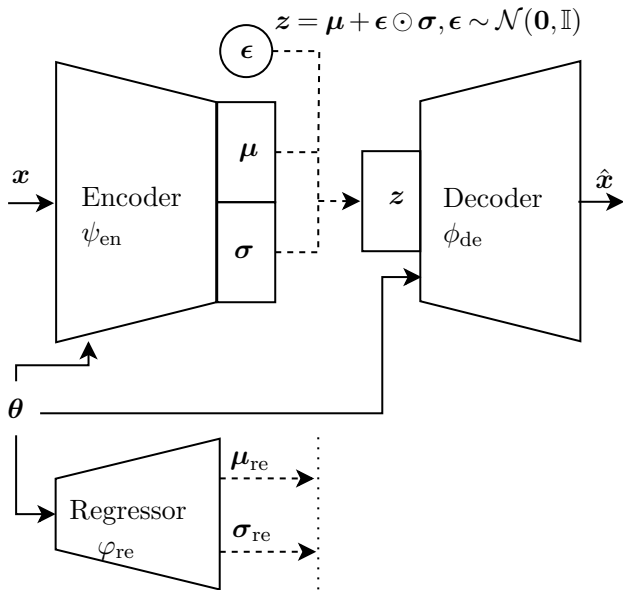 z = μ + ϵ ⊙ σ, ϵ ∼ 𝒩(0, 𝕀)
ϵ
x
Encoder
ψ_en
μ
σ
z
Decoder
ϕ_de
x̂
θ
Regressor
φ_re
μ_re
σ_re